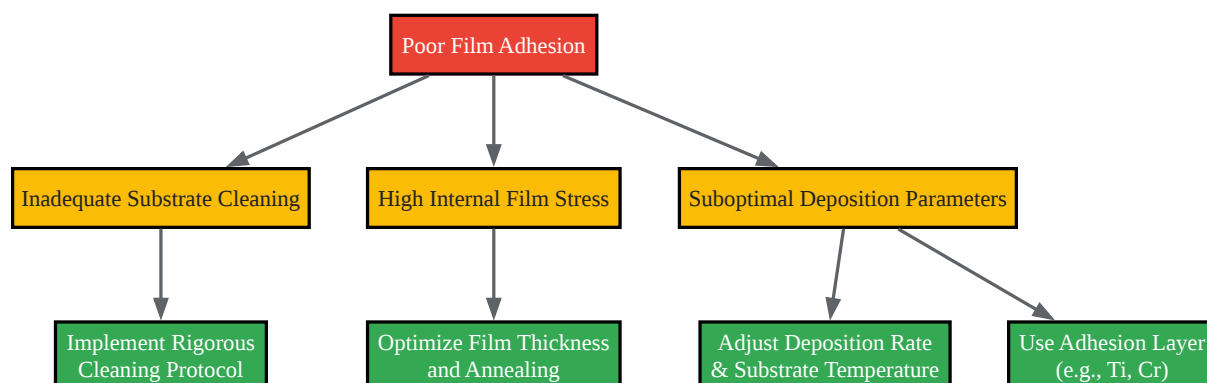 Poor Film Adhesion
Inadequate Substrate Cleaning
High Internal Film Stress
Suboptimal Deposition Parameters
Implement Rigorous
Cleaning Protocol
Optimize Film Thickness
and Annealing
Adjust Deposition Rate
& Substrate Temperature
Use Adhesion Layer
(e.g., Ti, Cr)